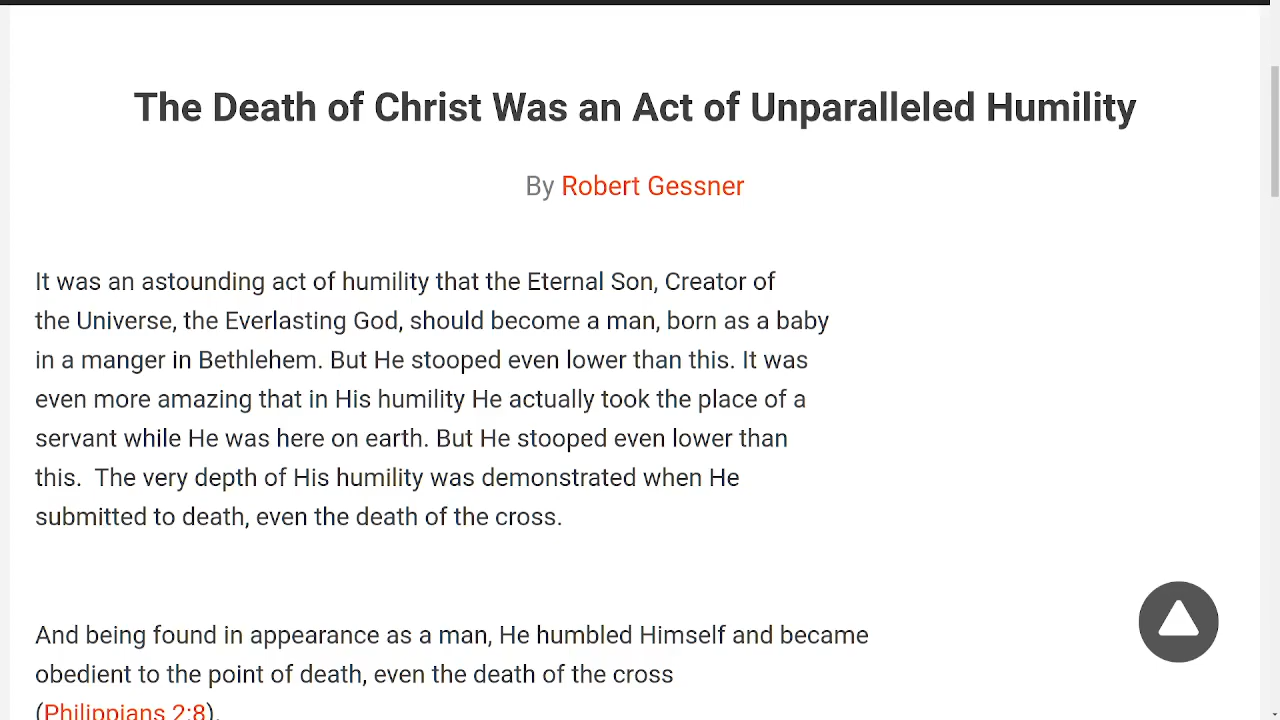 The Death of Christ Was an Act of Unparalleled Humility
By Robert Gessner
It was an astounding act of humility that the Eternal Son, Creator of
the Universe, the Everlasting God, should become a man, born as a baby
in a manger in Bethlehem. But He stooped even lower than this. It was
even more amazing that in His humility He actually took the place of a
servant while He was here on earth. But He stooped even lower than
this.  The very depth of His humility was demonstrated when He
submitted to death, even the death of the cross.
And being found in appearance as a man, He humbled Himself and became
obedient to the point of death, even the death of the cross
(Philippians 2:8).